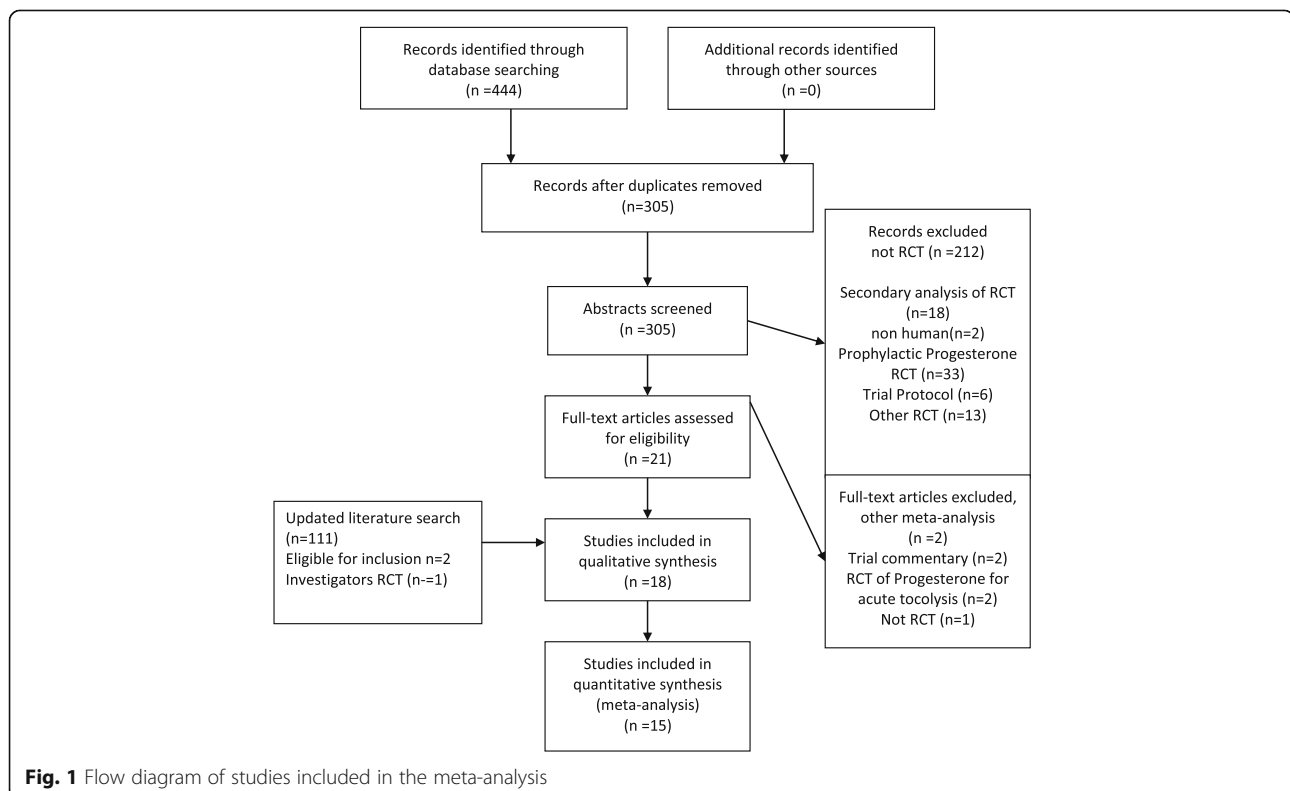 Records identified through
database searching
(n =444)
Additional records identified
through other sources
(n =0)
Records after duplicates removed
(n=305)
Records excluded
not RCT (n =212)
Secondary analysis of RCT
(n=18)
non human(n=2)
Prophylactic Progesterone
RCT (n=33)
Trial Protocol (n=6)
Other RCT (n=13)
Abstracts screened
(n =305)
Full-text articles assessed
for eligibility
(n =21)
Full-text articles excluded,
other meta-analysis
(n =2)
Trial commentary (n=2)
RCT of Progesterone for
acute tocolysis (n=2)
Not RCT (n=1)
Updated literature search
(n=111)
Eligible for inclusion n=2
Investigators RCT (n-=1)
Studies included in
qualitative synthesis
(n =18)
Studies included in
quantitative synthesis
(meta-analysis)
(n =15)
Fig. 1 Flow diagram of studies included in the meta-analysis